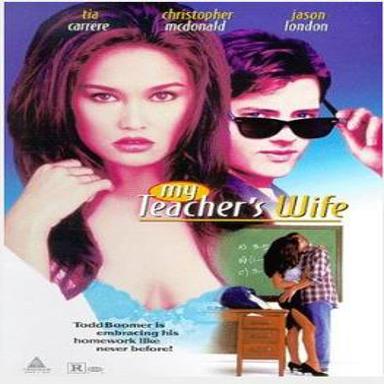 tia carrere
christopher mcdonald
jason london
my
Teacher's Wife
Todd Boomer is
embracing his
homework like
never before!
R